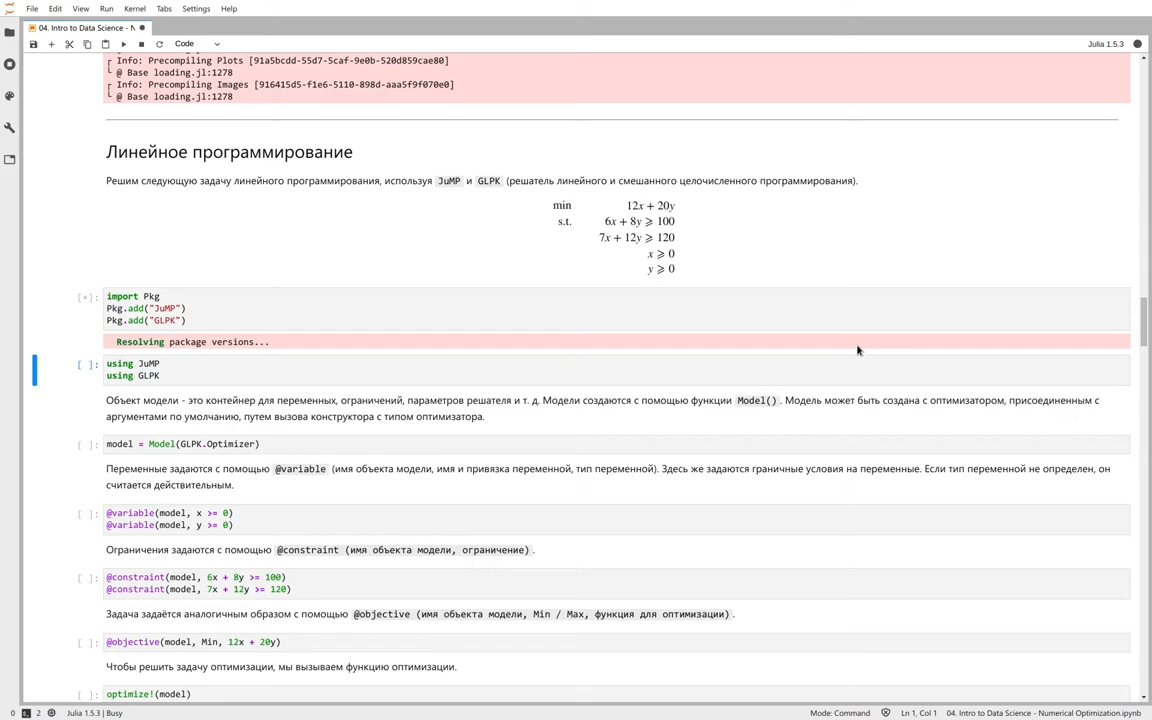 File Edit View Run Kernel Tabs Settings Help
04. Intro to Data Science - N
Code
Julia 1.5.3
┌ Info: Precompiling Plots [91a5bcdd-55d7-5caf-9e0b-520d859cae80]
└ @ Base loading.jl:1278
┌ Info: Precompiling Images [916415d5-f1e6-5110-898d-aaa5f9f070e0]
└ @ Base loading.jl:1278
Линейное программирование
Решим следующую задачу линейного программирования, используя JuMP и GLPK (решатель линейного и смешанного целочисленного программирования).
min 12x + 20y
s.t. 6x + 8y ⩾ 100
7x + 12y ⩾ 120
x ⩾ 0
y ⩾ 0
[*]: import Pkg
Pkg.add("JuMP")
Pkg.add("GLPK")
Resolving package versions...
[ ]: using JuMP
using GLPK
Объект модели - это контейнер для переменных, ограничений, параметров решателя и т. д. Модели создаются с помощью функции Model(). Модель может быть создана с оптимизатором, присоединенным с
аргументами по умолчанию, путем вызова конструктора с типом оптимизатора.
[ ]: model = Model(GLPK.Optimizer)
Переменные задаются с помощью @variable (имя объекта модели, имя и привязка переменной, тип переменной). Здесь же задаются граничные условия на переменные. Если тип переменной не определен, он
считается действительным.
[ ]: @variable(model, x >= 0)
@variable(model, y >= 0)
Ограничения задаются с помощью @constraint (имя объекта модели, ограничение).
[ ]: @constraint(model, 6x + 8y >= 100)
@constraint(model, 7x + 12y >= 120)
Задача задаётся аналогичным образом с помощью @objective (имя объекта модели, Min / Max, функция для оптимизации).
[ ]: @objective(model, Min, 12x + 20y)
Чтобы решить задачу оптимизации, мы вызываем функцию оптимизации.
[ ]: optimize!(model)
0 2 Julia 1.5.3 | Busy
Mode: Command Ln 1, Col 1 04. Intro to Data Science - Numerical Optimization.ipynb